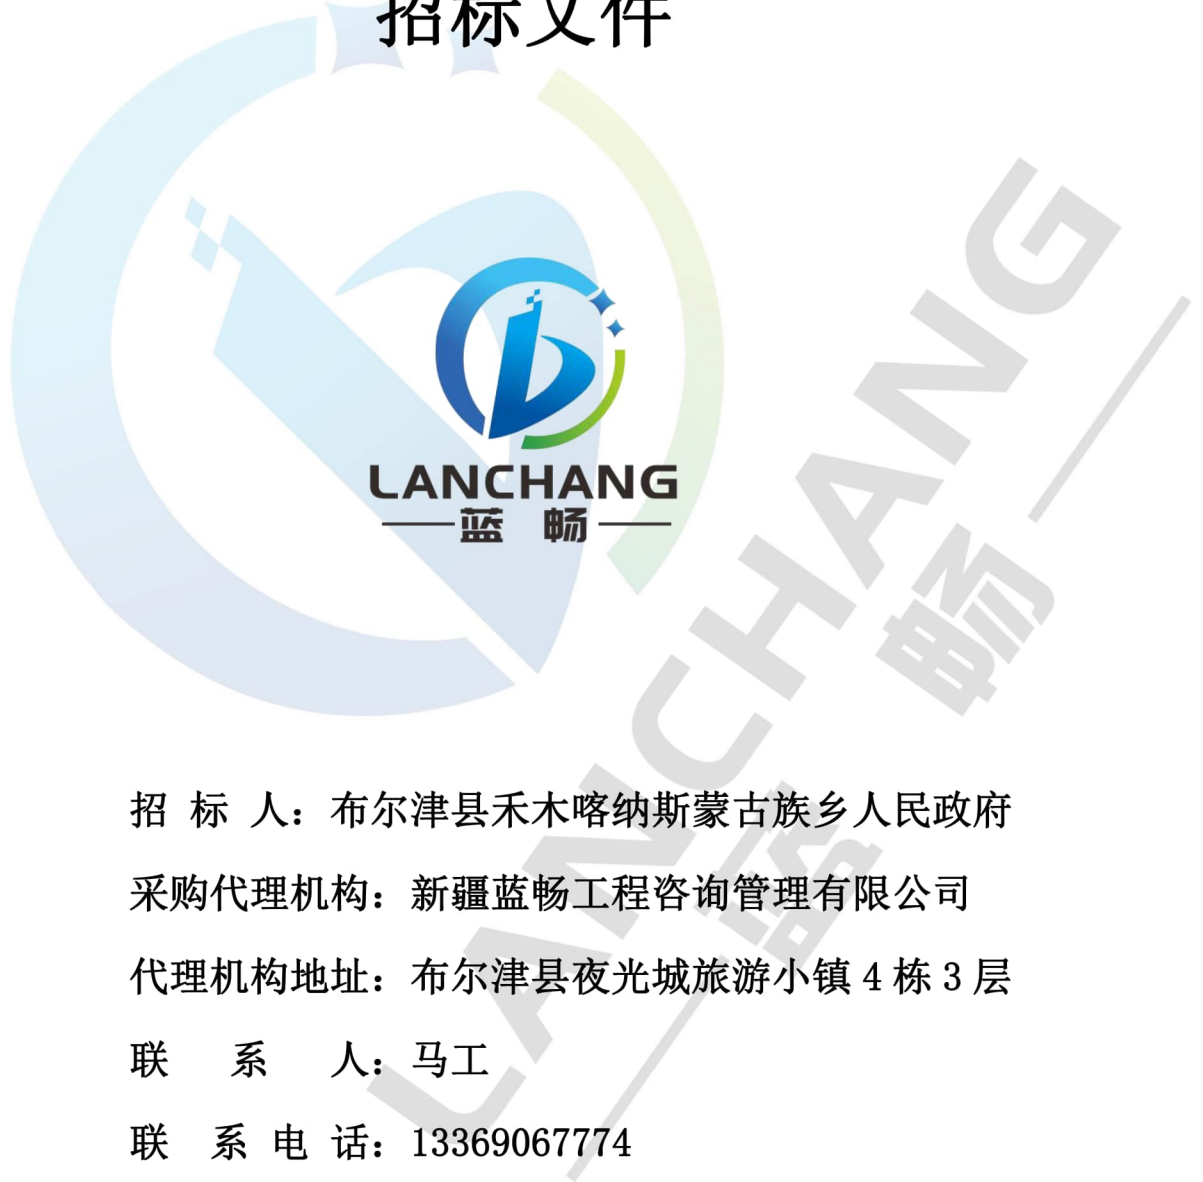 招标文件
LANCHANG
蓝 畅
招 标 人：布尔津县禾木喀纳斯蒙古族乡人民政府
采购代理机构：新疆蓝畅工程咨询管理有限公司
代理机构地址：布尔津县夜光城旅游小镇 4 栋 3 层
联 系 人：马工
联 系 电 话：13369067774
LANCHANG
蓝 畅